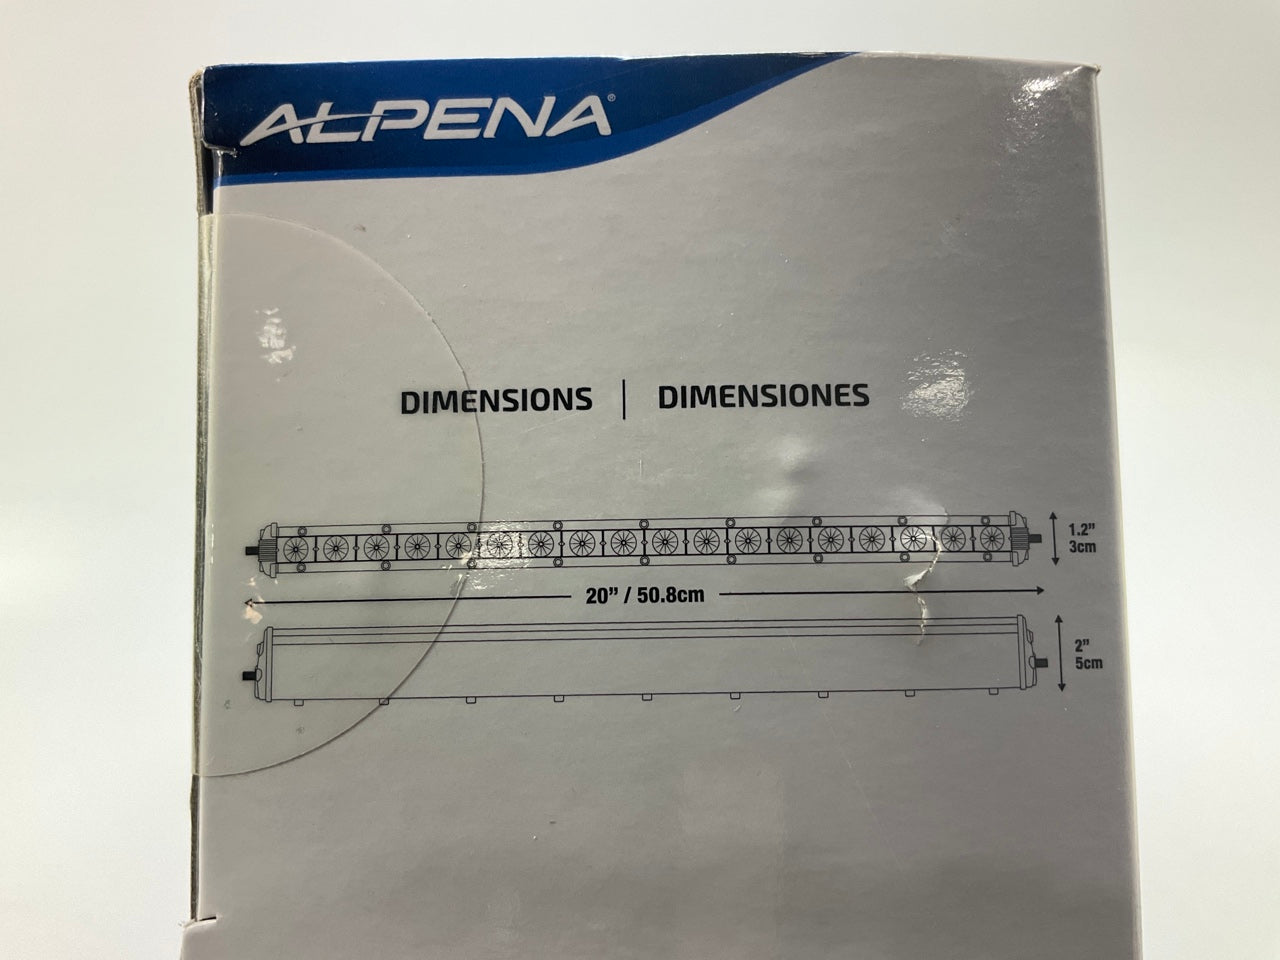 ALPENA®
DIMENSIONS | DIMENSIONES
1.2”
3cm
20” / 50.8cm
2”
5cm